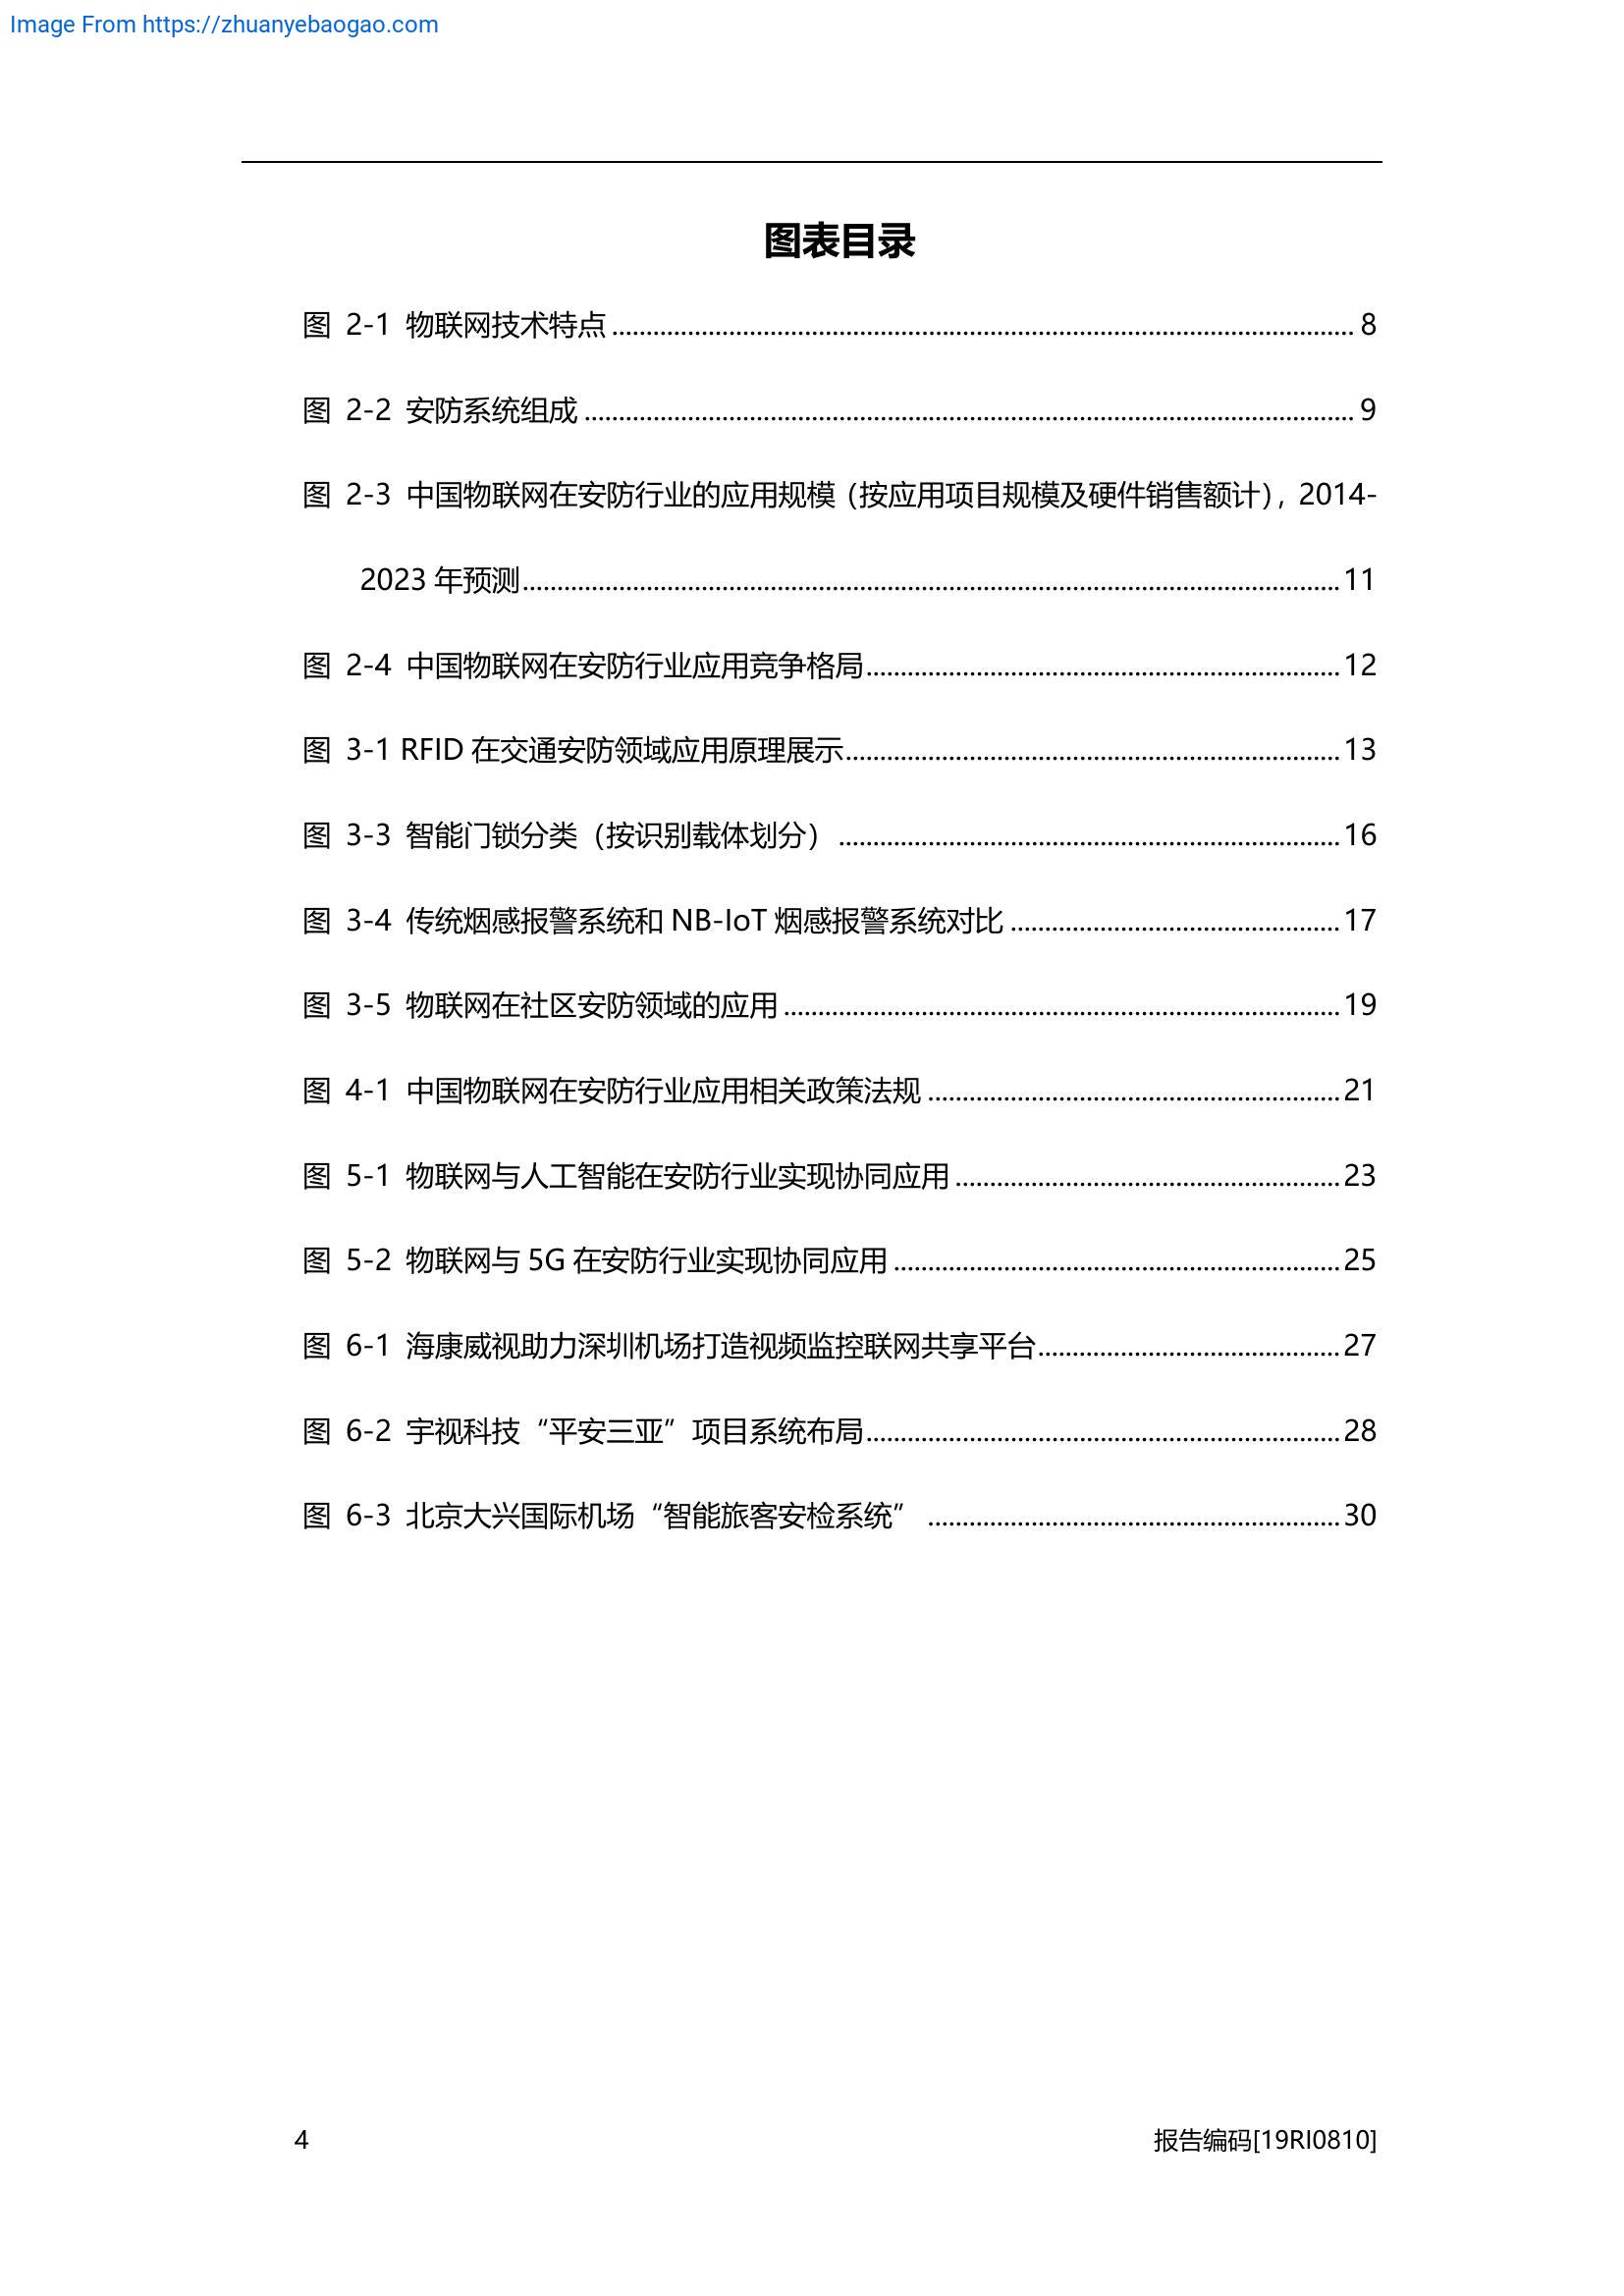 Image From https://zhuanyebaogao.com
图表目录
图 2-1 物联网技术特点 ........ 8
图 2-2 安防系统组成 ........ 9
图 2-3 中国物联网在安防行业的应用规模（按应用项目规模及硬件销售额计），2014-
2023 年预测 ........ 11
图 2-4 中国物联网在安防行业应用竞争格局 ........ 12
图 3-1 RFID 在交通安防领域应用原理展示 ........ 13
图 3-3 智能门锁分类（按识别载体划分） ........ 16
图 3-4 传统烟感报警系统和 NB-IoT 烟感报警系统对比 ........ 17
图 3-5 物联网在社区安防领域的应用 ........ 19
图 4-1 中国物联网在安防行业应用相关政策法规 ........ 21
图 5-1 物联网与人工智能在安防行业实现协同应用 ........ 23
图 5-2 物联网与 5G 在安防行业实现协同应用 ........ 25
图 6-1 海康威视助力深圳机场打造视频监控联网共享平台 ........ 27
图 6-2 宇视科技“平安三亚”项目系统布局 ........ 28
图 6-3 北京大兴国际机场“智能旅客安检系统” ........ 30
4 报告编码[19RI0810]